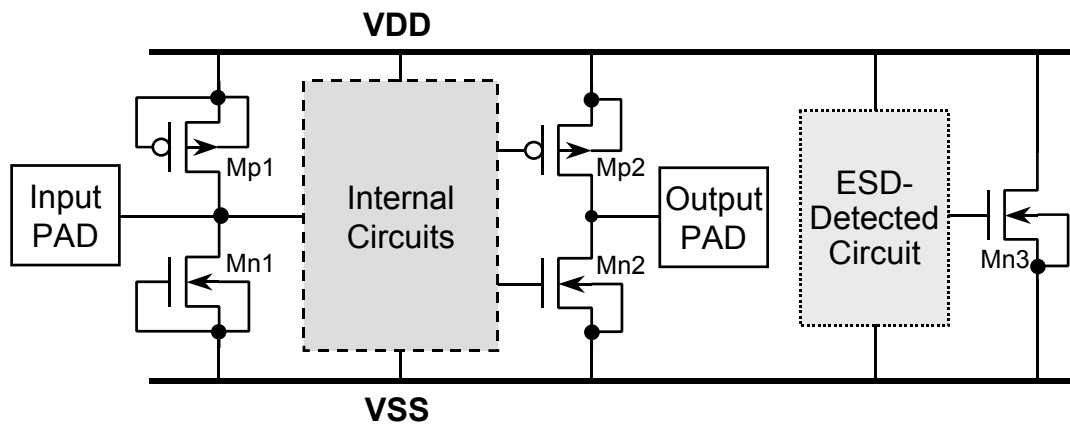 VDD
Mp1
Input
PAD
Mn1
Internal
Circuits
Mp2
Output
PAD
Mn2
ESD-
Detected
Circuit
Mn3
VSS